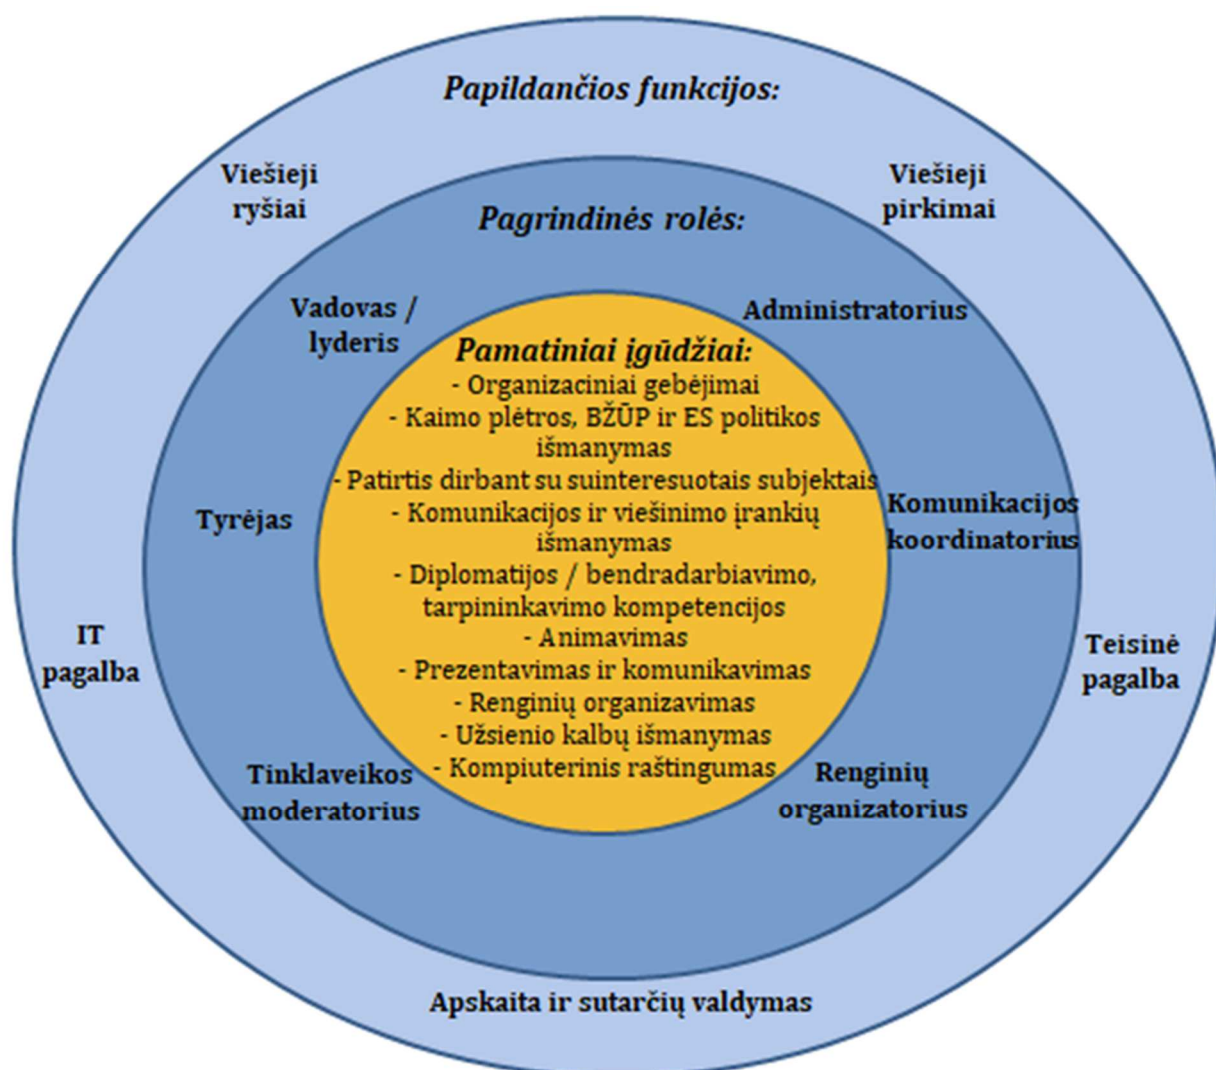 Papildančios funkcijos:
Viešieji
ryšiai
Viešieji
pirkimai
Pagrindinės rolės:
Vadovas /
lyderis
Administratorius
Pamatiniai įgūdžiai:
- Organizaciniai gebėjimai
- Kaimo plėtros, BŽŪP ir ES politikos
išmanymas
- Patirtis dirbant su suinteresuotais subjektais
- Komunikacijos ir viešinimo įrankių
išmanymas
- Diplomatijos / bendradarbiavimo,
tarpininkavimo kompetencijos
- Animavimas
- Prezentavimas ir komunikavimas
- Renginių organizavimas
- Užsienio kalbų išmanymas
- Kompiuterinis raštingumas
Tyrėjas
Komunikacijos
koordinatorius
IT
pagalba
Teisinė
pagalba
Tinklaveikos
moderatorius
Renginių
organizatorius
Apskaita ir sutarčių valdymas